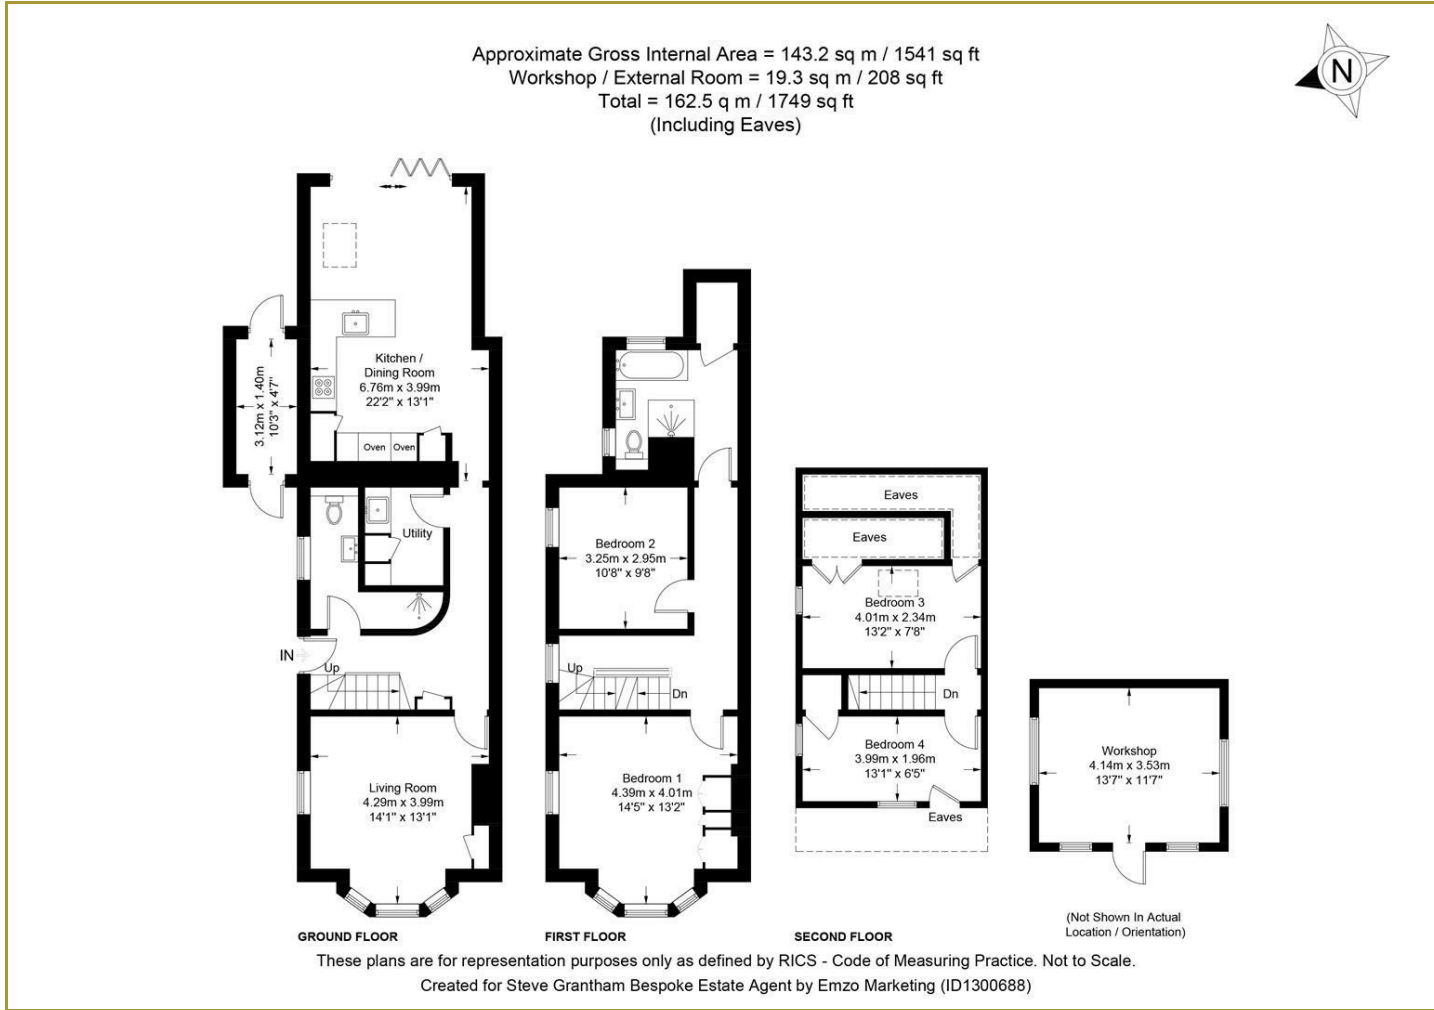 Approximate Gross Internal Area = 143.2 sq m / 1541 sq ft
Workshop / External Room = 19.3 sq m / 208 sq ft
Total = 162.5 q m / 1749 sq ft
(Including Eaves)
N
Kitchen /
Dining Room
6.76m x 3.99m
22'2" x 13'1"
3.12m x 1.40m
10'3" x 4'7"
Oven
Oven
Utility
IN
Up
Living Room
4.29m x 3.99m
14'1" x 13'1"
GROUND FLOOR
Bedroom 2
3.25m x 2.95m
10'8" x 9'8"
Up
Dn
Bedroom 1
4.39m x 4.01m
14'5" x 13'2"
FIRST FLOOR
Eaves
Eaves
Bedroom 3
4.01m x 2.34m
13'2" x 7'8"
Dn
Bedroom 4
3.99m x 1.96m
13'1" x 6'5"
Eaves
SECOND FLOOR
Workshop
4.14m x 3.53m
13'7" x 11'7"
(Not Shown In Actual
Location / Orientation)
These plans are for representation purposes only as defined by RICS - Code of Measuring Practice. Not to Scale.
Created for Steve Grantham Bespoke Estate Agent by Emzo Marketing (ID1300688)